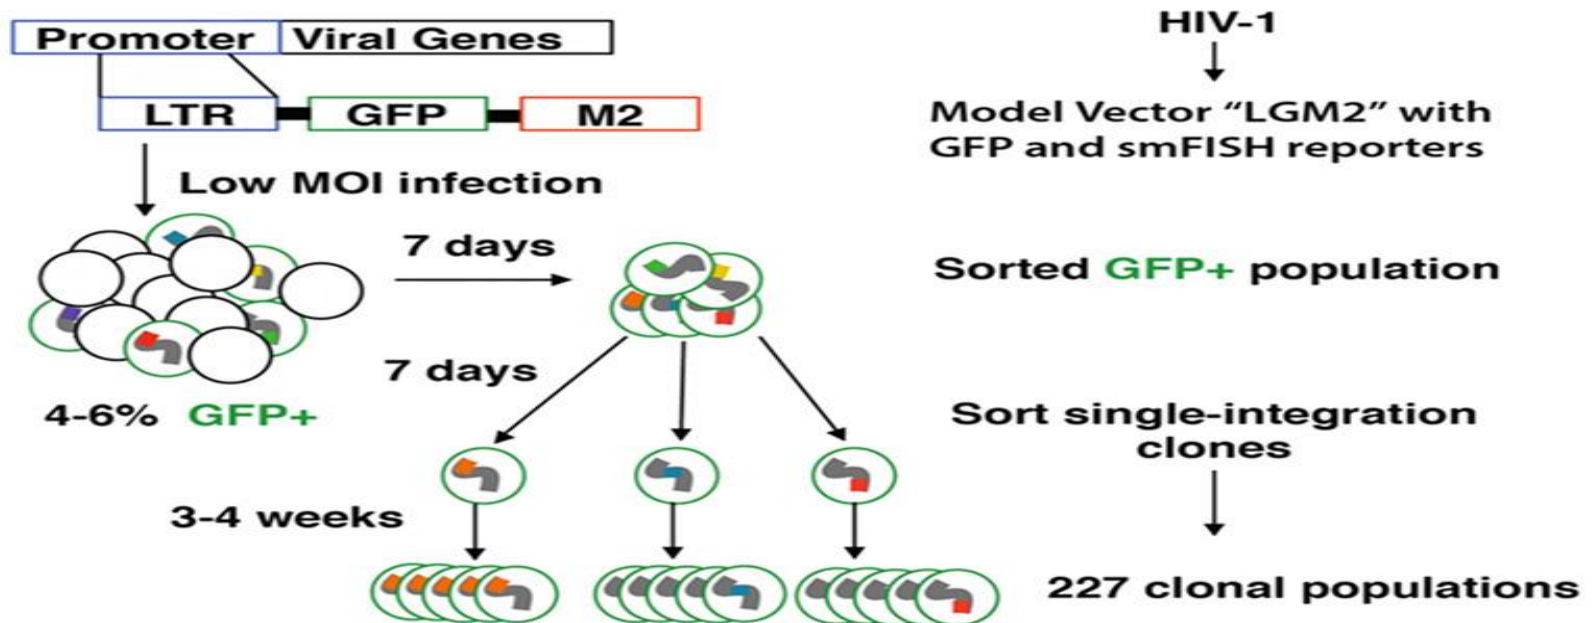 Promoter Viral Genes
LTR GFP M2
Low MOI infection
4-6% GFP+
7 days
7 days
3-4 weeks
HIV-1
Model Vector “LGM2” with
GFP and smFISH reporters
Sorted GFP+ population
Sort single-integration
clones
227 clonal populations